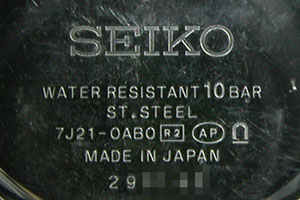 SEIKO
WATER RESISTANT 10 BAR
ST.STEEL
7J21-0AB0 R2 AP
MADE IN JAPAN
29